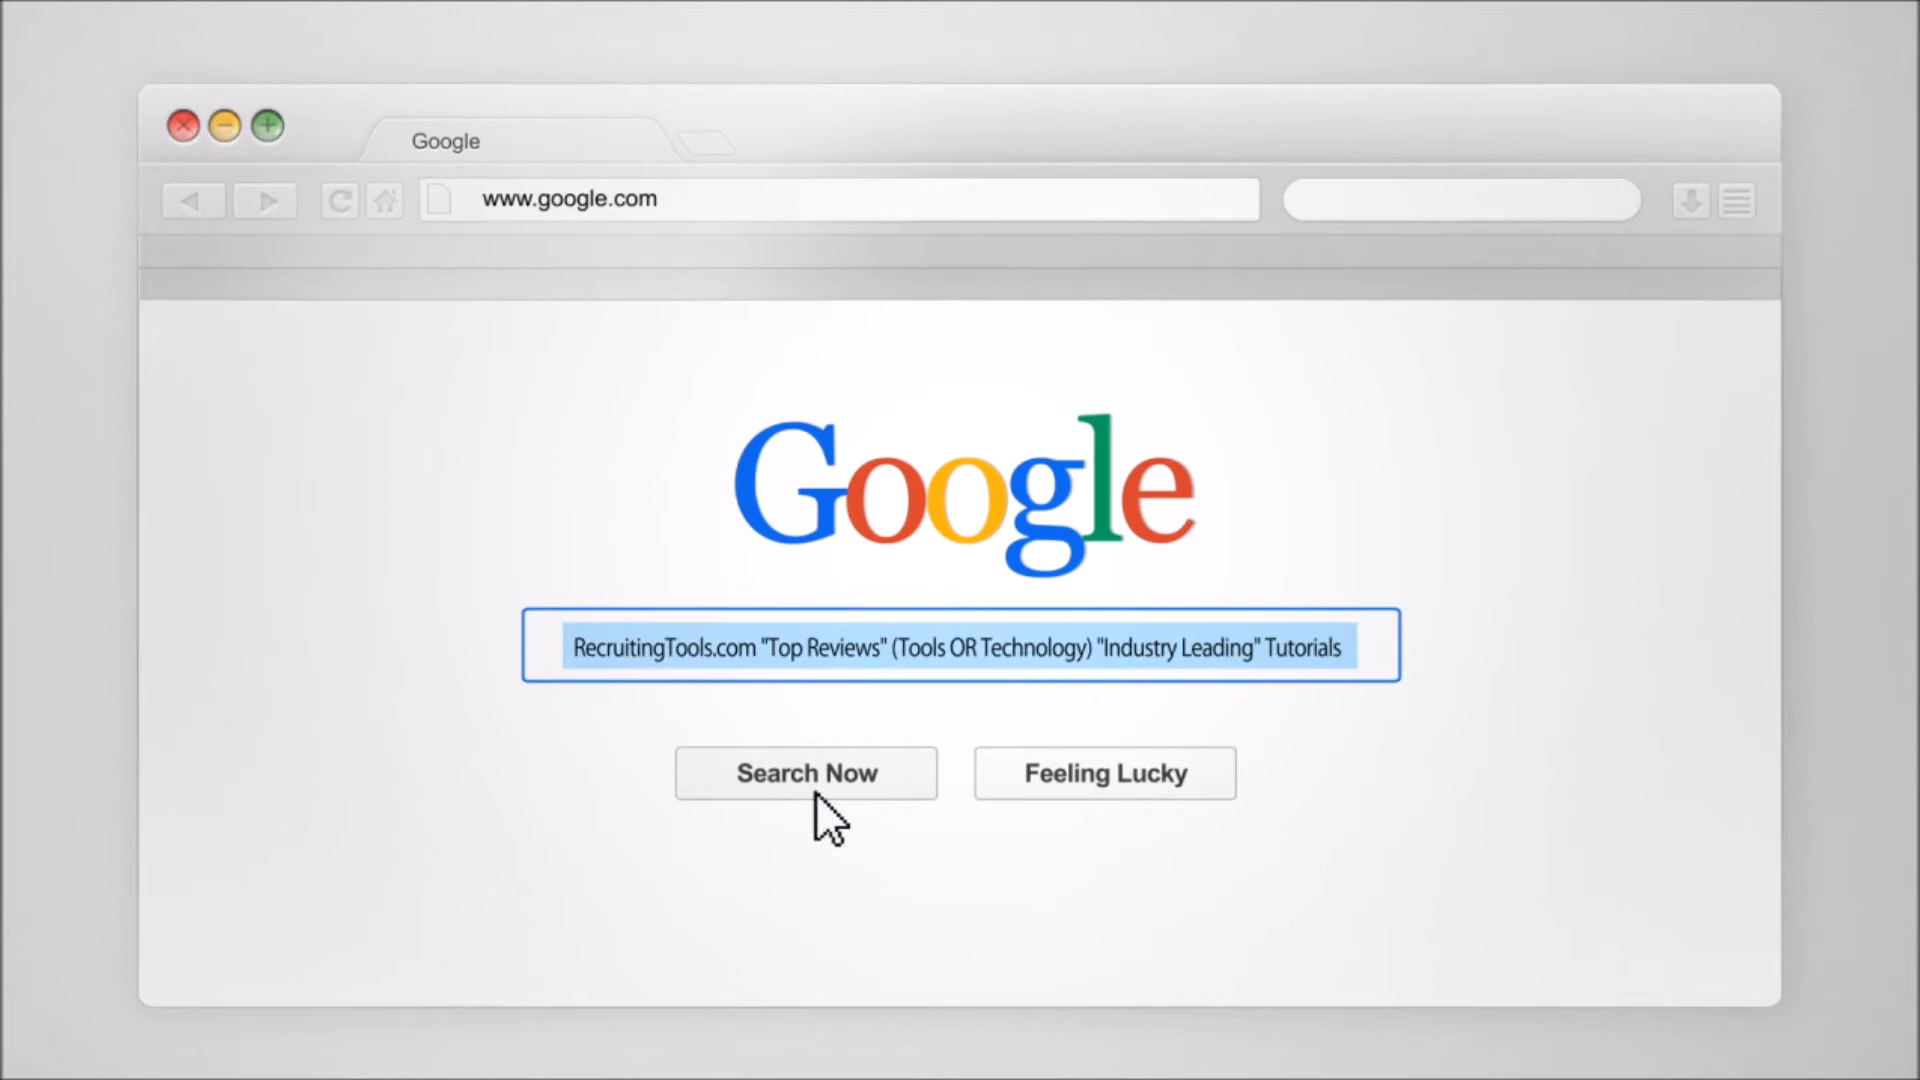 Google
www.google.com
Google
RecruitingTools.com "Top Reviews" (Tools OR Technology) "Industry Leading" Tutorials
Search Now
Feeling Lucky